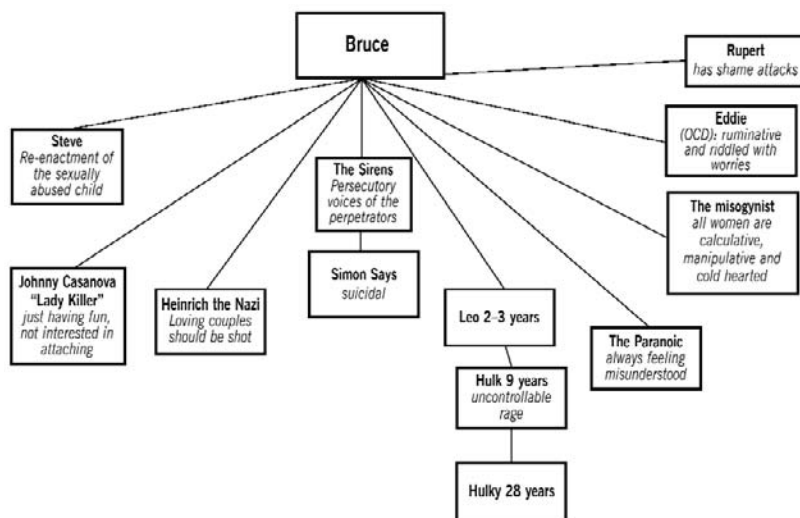 Bruce
Rupert
has shame attacks
Steve
Re-enactment of
the sexually
abused child
The Sirens
Persecutory
voices of the
perpetrators
Eddie
(OCD): ruminative
and riddled with
worries
The misogynist
all women are
calculative,
manipulative and
cold hearted
Johnny Casanova
“Lady Killer”
just having fun,
not interested in
attaching
Heinrich the Nazi
Loving couples
should be shot
Simon Says
suicidal
Leo 2–3 years
The Paranoic
always feeling
misunderstood
Hulk 9 years
uncontrollable
rage
Hulky 28 years